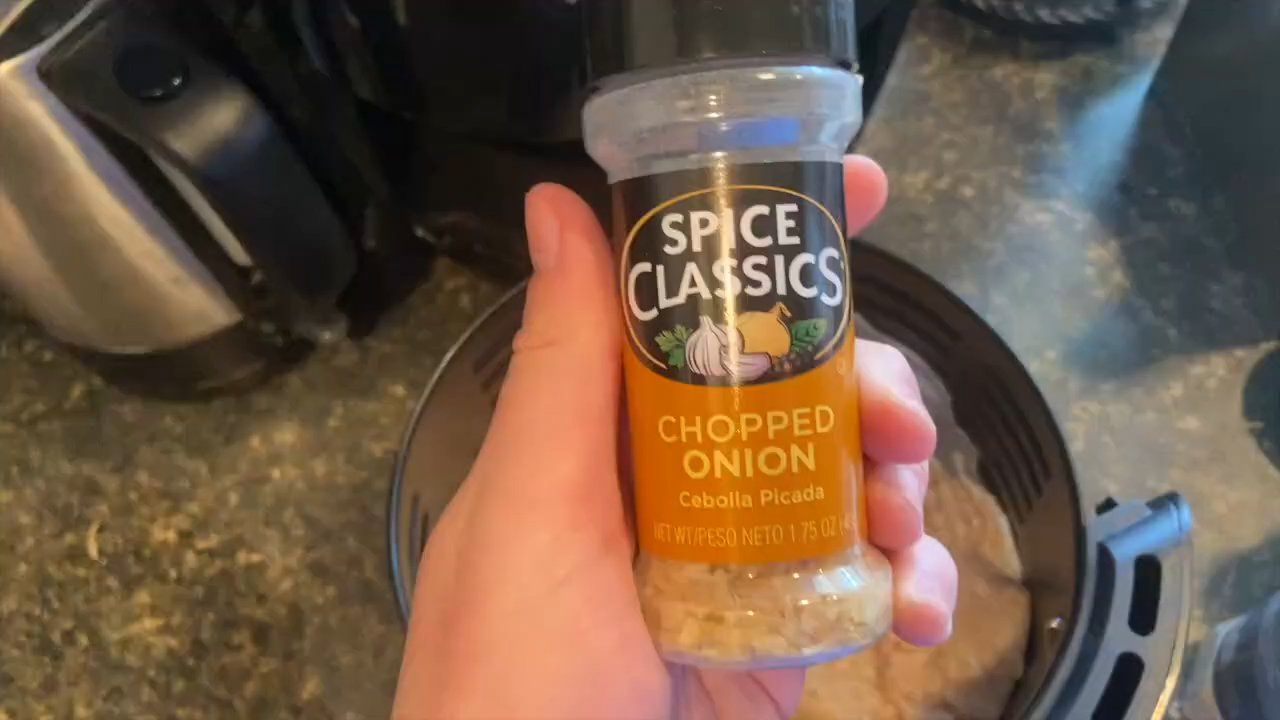 SPICE
CLASSICS
CHOPPED
ONION
Cebolla Picada
NET WT/PESO NETO 1.75 OZ